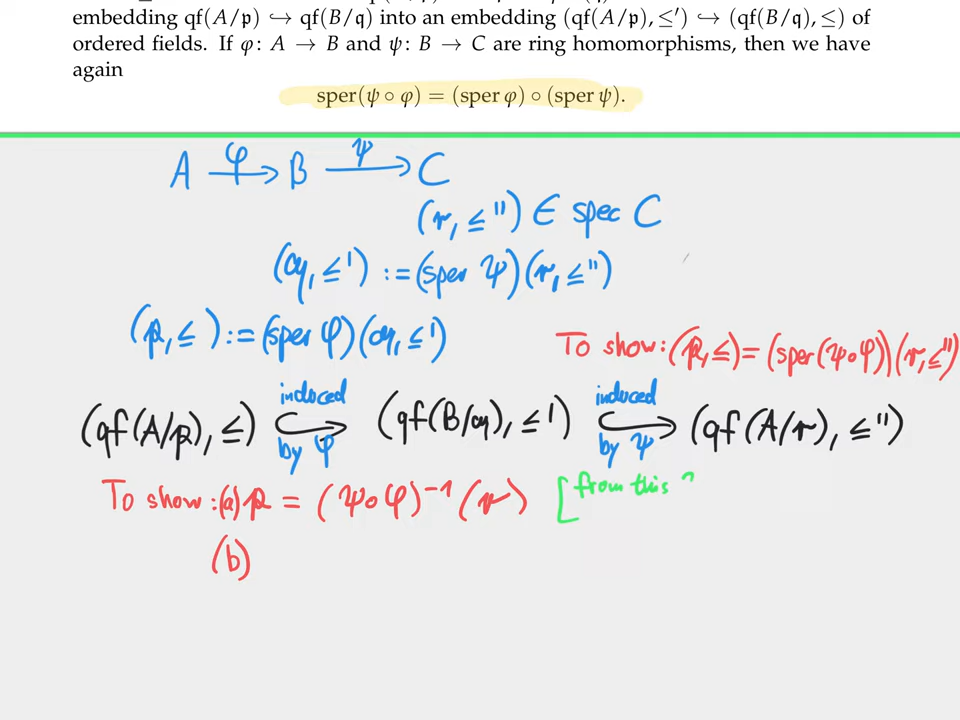 embedding qf(A/𝔭) ↪ qf(B/𝔮) into an embedding (qf(A/𝔭), ≤′) ↪ (qf(B/𝔮), ≤) of
ordered fields. If φ: A → B and ψ: B → C are ring homomorphisms, then we have
again
sper(ψ ∘ φ) = (sper φ) ∘ (sper ψ).
A →φ B →ψ C
(𝔯, ≤'') ∈ spec C
(𝔮, ≤') := (sper ψ)(𝔯, ≤'')
(𝔭, ≤) := (sper φ)(𝔮, ≤')
To show: (𝔭, ≤) = (sper(ψ∘φ))(𝔯, ≤'')
induced induced
(qf(A/𝔭), ≤) ↪ (qf(B/𝔮), ≤') ↪ (qf(A/𝔯), ≤'')
by φ by ψ
To show: (a) 𝔭 = (ψ∘φ)⁻¹(𝔯) [from this
(b)